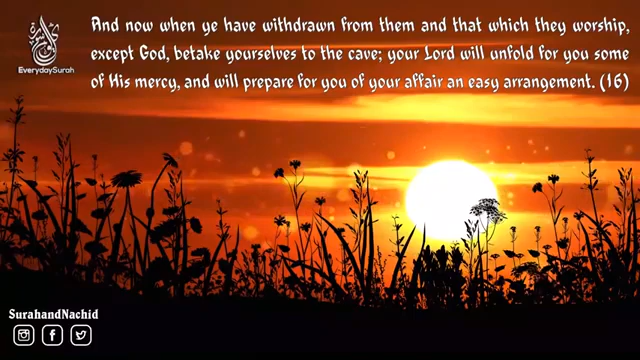 And now when ye have withdrawn from them and that which they worship,
except God, betake yourselves to the cave; your Lord will unfold for you some
of His mercy, and will prepare for you of your affair an easy arrangement. (16)
EverydaySurah
SurahandNachid